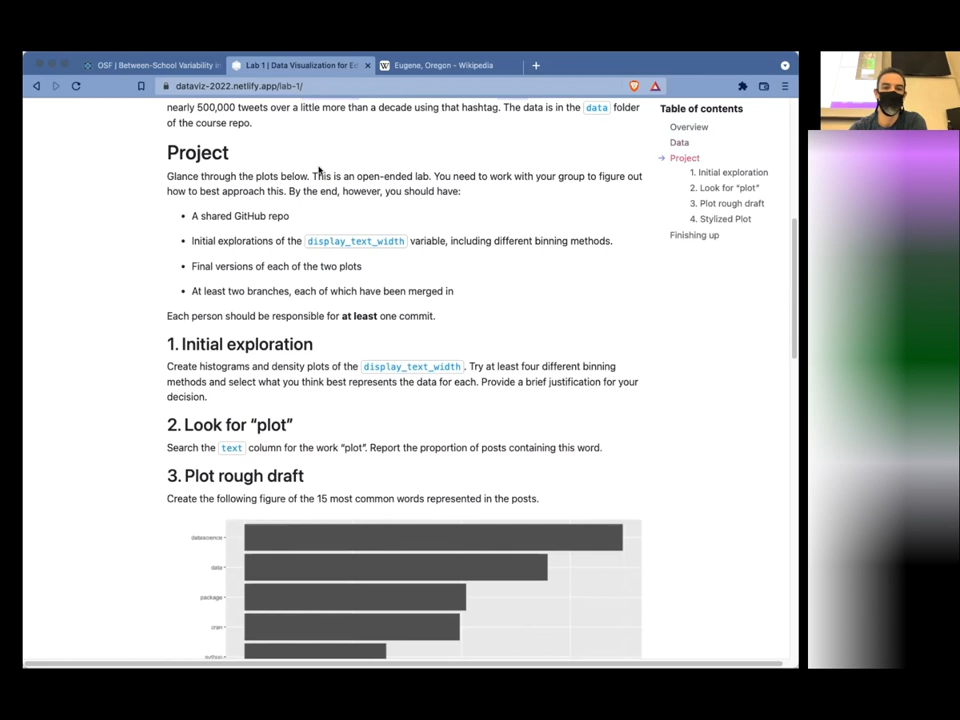 OSF | Between-School Variability i
Lab 1 | Data Visualization for Ed
Eugene, Oregon - Wikipedia
dataviz-2022.netlify.app/lab-1/
nearly 500,000 tweets over a little more than a decade using that hashtag. The data is in the data folder
of the course repo.
Project
Glance through the plots below. This is an open-ended lab. You need to work with your group to figure out
how to best approach this. By the end, however, you should have:
• A shared GitHub repo
• Initial explorations of the display_text_width variable, including different binning methods.
• Final versions of each of the two plots
• At least two branches, each of which have been merged in
Each person should be responsible for at least one commit.
1. Initial exploration
Create histograms and density plots of the display_text_width. Try at least four different binning
methods and select what you think best represents the data for each. Provide a brief justification for your
decision.
2. Look for “plot”
Search the text column for the work “plot”. Report the proportion of posts containing this word.
3. Plot rough draft
Create the following figure of the 15 most common words represented in the posts.
datascience
data
package
cran
python
Table of contents
Overview
Data
Project
1. Initial exploration
2. Look for “plot”
3. Plot rough draft
4. Stylized Plot
Finishing up